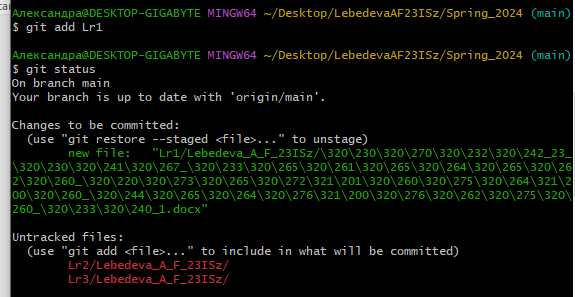 Александра@DESKTOP-GIGABYTE MINGW64 ~/Desktop/LebedevaAF23ISz/Spring_2024 (main)
$ git add Lr1
Александра@DESKTOP-GIGABYTE MINGW64 ~/Desktop/LebedevaAF23ISz/Spring_2024 (main)
$ git status
On branch main
Your branch is up to date with 'origin/main'.
Changes to be committed:
(use "git restore --staged <file>..." to unstage)
new file: "Lr1/Lebedeva_A_F_23ISz/\320\230\320\270\320\232\320\242_23_
\320\230\320\241\320\267_\320\233\320\265\320\261\320\265\320\264\320\265\320\26
2\320\260_\320\220\320\273\320\265\320\272\321\201\320\260\320\275\320\264\321\2
00\320\260_\320\244\320\265\320\264\320\276\321\200\320\276\320\262\320\275\320\
260_\320\233\320\240_1.docx"
Untracked files:
(use "git add <file>..." to include in what will be committed)
Lr2/Lebedeva_A_F_23ISz/
Lr3/Lebedeva_A_F_23ISz/